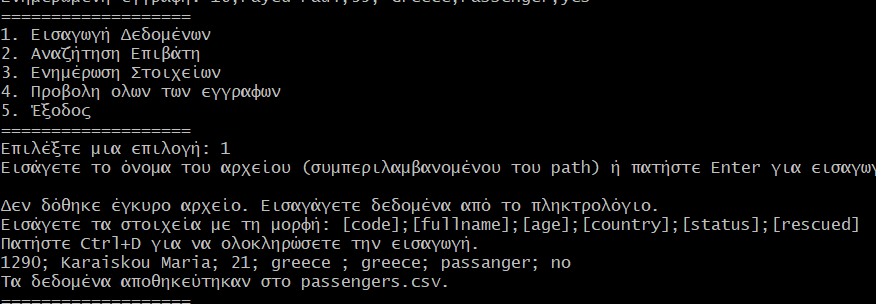 Ενημερωμένη εγγραφή: 10;Fayed Paul;99; Greece;Passenger;yes
===================
1. Εισαγωγή Δεδομένων
2. Αναζήτηση Επιβάτη
3. Ενημέρωση Στοιχείων
4. Προβολη ολων των εγγραφων
5. Έξοδος
===================
Επιλέξτε μια επιλογή: 1
Εισάγετε το όνομα του αρχείου (συμπεριλαμβανομένου του path) ή πατήστε Enter για εισαγωγ
Δεν δόθηκε έγκυρο αρχείο. Εισαγάγετε δεδομένα από το πληκτρολόγιο.
Εισάγετε τα στοιχεία με τη μορφή: [code];[fullname];[age];[country];[status];[rescued]
Πατήστε Ctrl+D για να ολοκληρώσετε την εισαγωγή.
1290; Karaiskou Maria; 21; greece ; greece; passanger; no
Τα δεδομένα αποθηκεύτηκαν στο passengers.csv.
===================